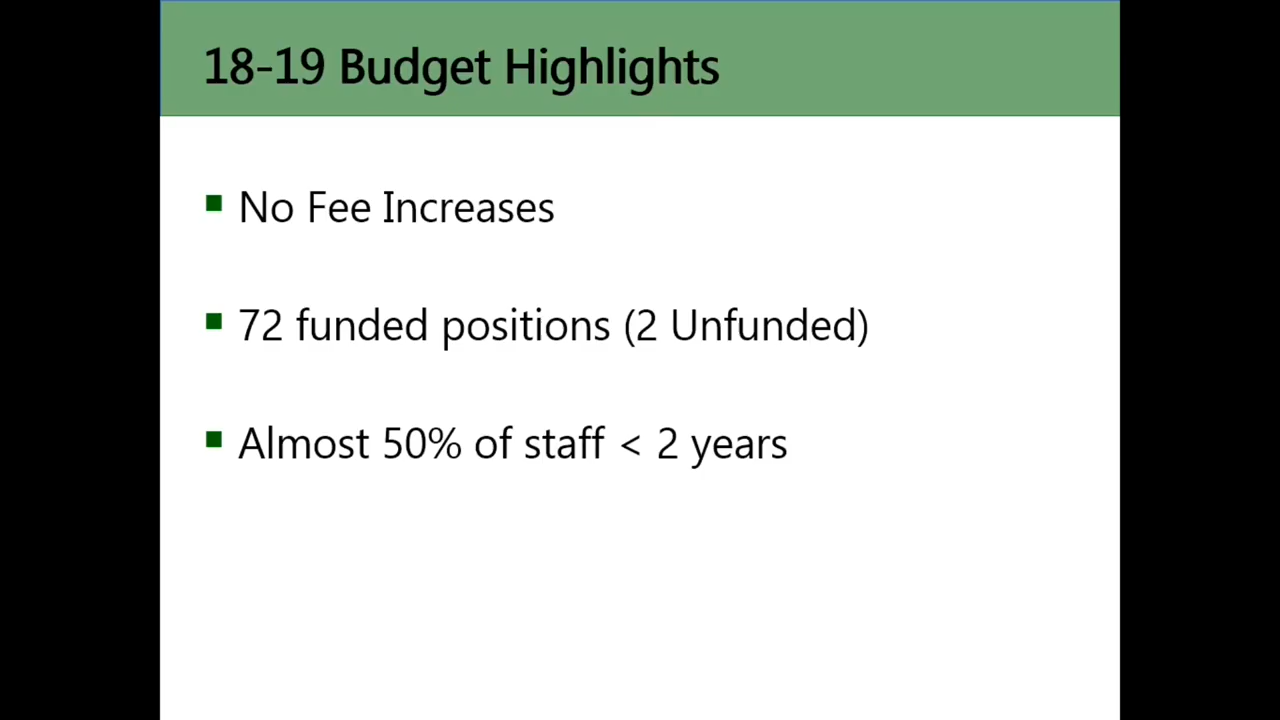 18-19 Budget Highlights
No Fee Increases
72 funded positions (2 Unfunded)
Almost 50% of staff < 2 years